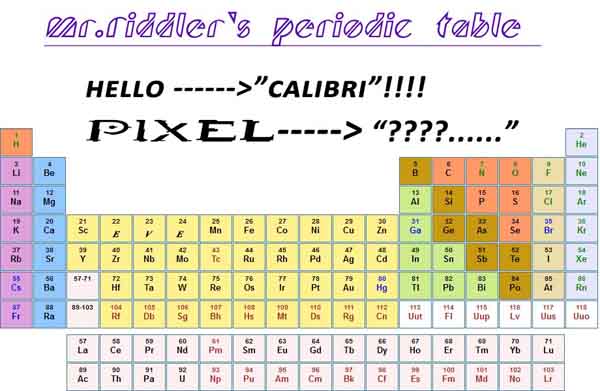 mr.riddler's periodic table
HELLO ------>"CALIBRI"!!!!
PIXEL-----> "????......"
1 2
H He
3 4 5 6 7 8 9 10
Li Be B C N O F Ne
11 12 13 14 15 16 17 18
Na Mg Al Si P S Cl Ar
19 20 21 22 23 24 25 26 27 28 29 30 31 32 33 34 35 36
K Ca Sc E V E Mn Fe Co Ni Cu Zn Ga Ge As Se Br Kr
37 38 39 40 41 42 43 44 45 46 47 48 49 50 51 52 53 54
Rb Sr Y Zr Nb Mo Tc Ru Rh Pd Ag Cd In Sn Sb Te I Xe
55 56 57-71 72 73 74 75 76 77 78 79 80 81 82 83 84 85 86
Cs Ba Hf Ta W Re Os Ir Pt Au Hg Tl Pb Bi Po At Rn
87 88 89-103 104 105 106 107 108 109 110 111 112 113 114 115 116 117 118
Fr Ra Rf Db Sg Bh Hs Mt Ds Rg Cn Uut Fl Uup Lv Uus Uuo
57 58 59 60 61 62 63 64 65 66 67 68 69 70 71
La Ce Pr Nd Pm Sm Eu Gd Tb Dy Ho Er Tm Yb Lu
89 90 91 92 93 94 95 96 97 98 99 100 101 102 103
Ac Th Pa U Np Pu Am Cm Bk Cf Es Fm Md No Lr